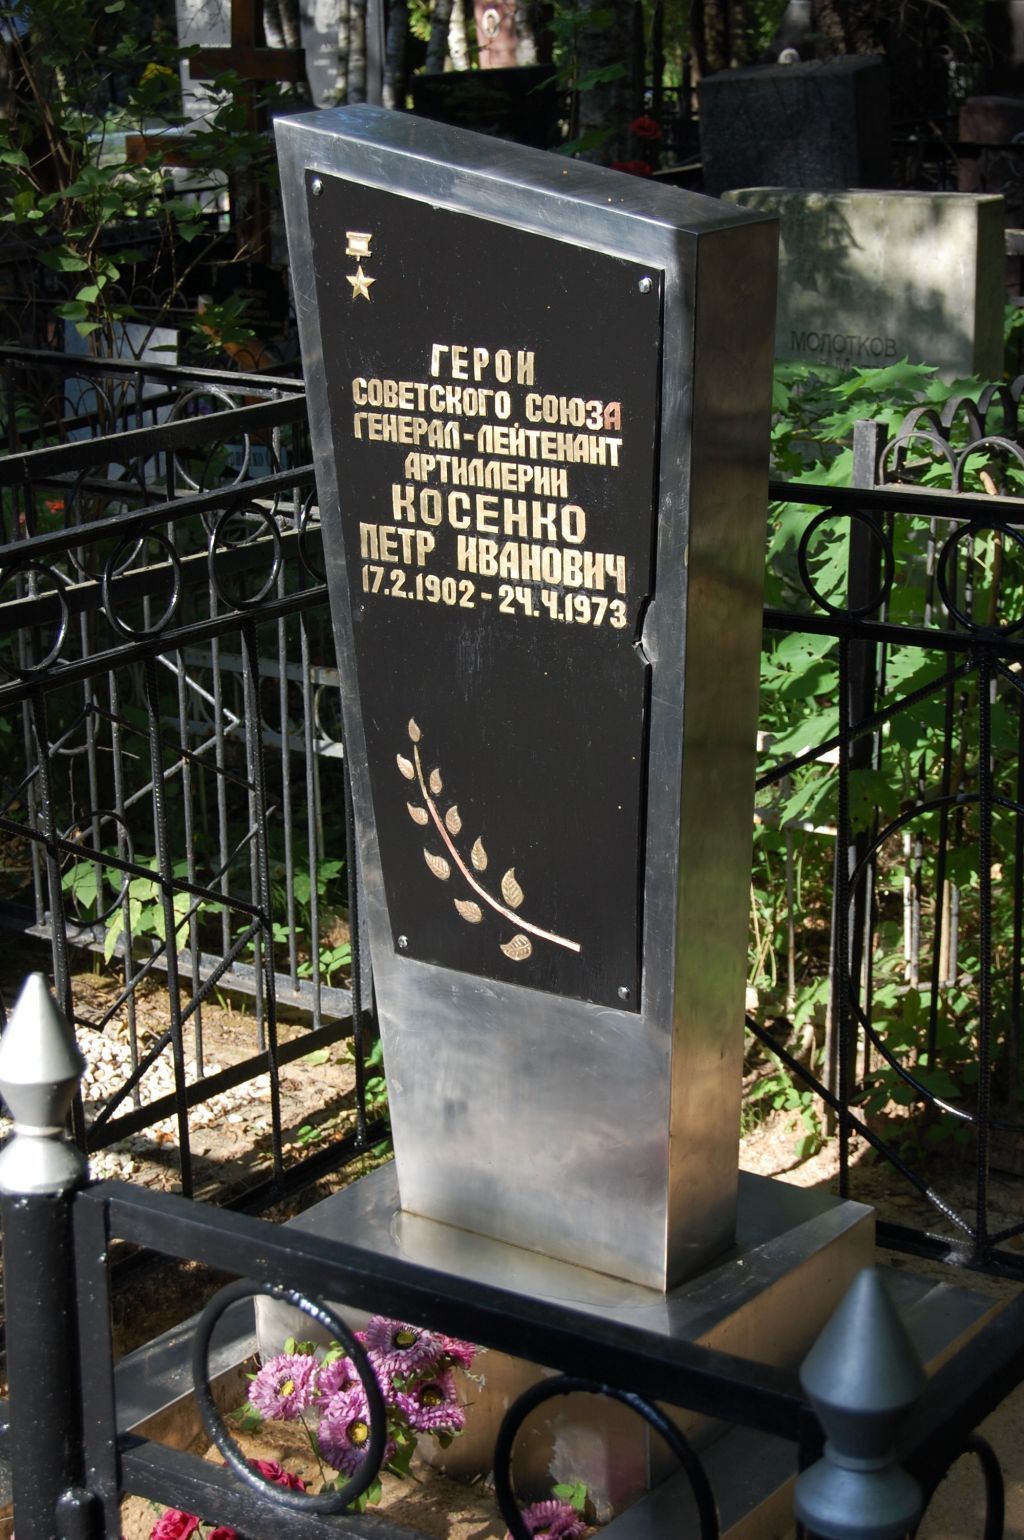 ГЕРОЙ
СОВЕТСКОГО СОЮЗА
ГЕНЕРАЛ-ЛЕЙТЕНАНТ
АРТИЛЛЕРИИ
КОСЕНКО
ПЕТР ИВАНОВИЧ
17.2.1902 - 24.4.1973
МОЛОТКОВ